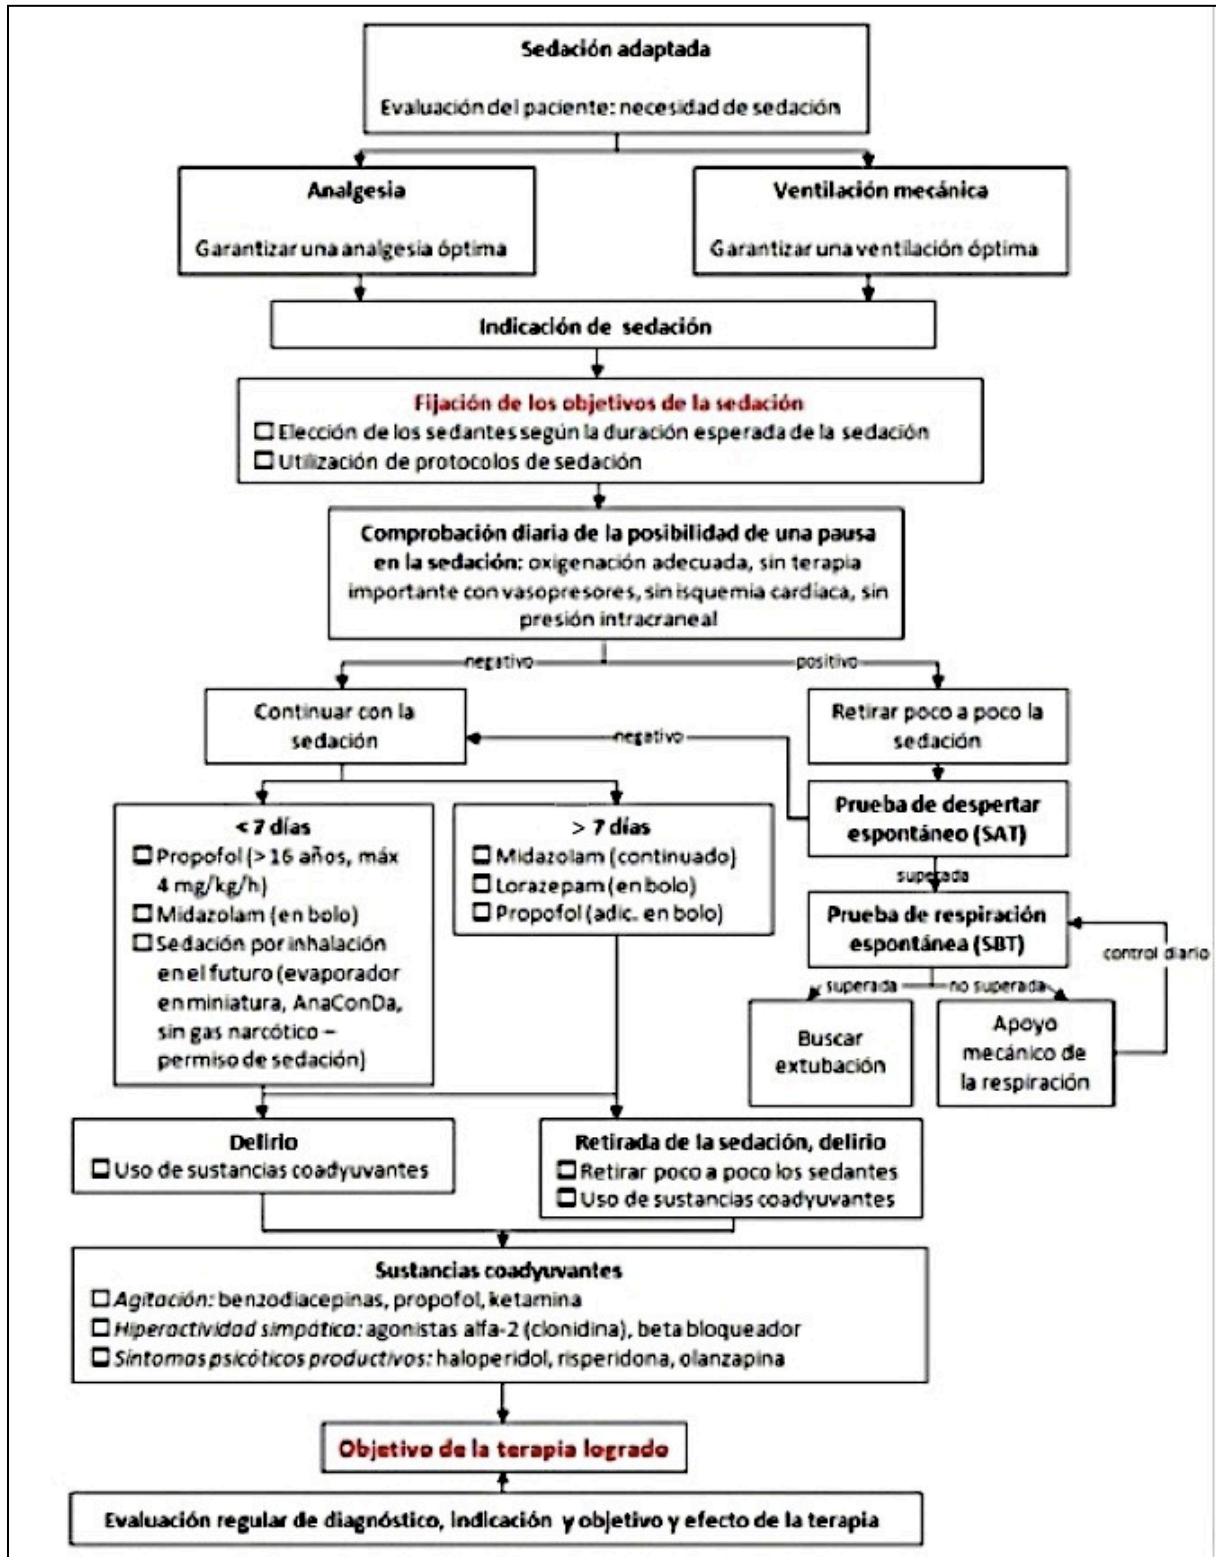 Sedación adaptada
Evaluación del paciente: necesidad de sedación
Analgesia
Garantizar una analgesia óptima
Ventilación mecánica
Garantizar una ventilación óptima
Indicación de sedación
Fijación de los objetivos de la sedación
Elección de los sedantes según la duración esperada de la sedación
Utilización de protocolos de sedación
Comprobación diaria de la posibilidad de una pausa
en la sedación: oxigenación adecuada, sin terapia
importante con vasopresores, sin isquemia cardíaca, sin
presión intracraneal
negativo
positivo
Continuar con la
sedación
Retirar poco a poco la
sedación
negativo
Prueba de despertar
espontáneo (SAT)
superada
< 7 días
Propofol (> 16 años, máx
4 mg/kg/h)
Midazolam (en bolo)
Sedación por inhalación
en el futuro (evaporador
en miniatura, AnaConDa,
sin gas narcótico –
permiso de sedación)
> 7 días
Midazolam (continuado)
Lorazepam (en bolo)
Propofol (adic. en bolo)
Prueba de respiración
espontánea (SBT)
control diario
superada
no superada
Buscar
extubación
Apoyo
mecánico de
la respiración
Delirio
Uso de sustancias coadyuvantes
Retirada de la sedación, delirio
Retirar poco a poco los sedantes
Uso de sustancias coadyuvantes
Sustancias coadyuvantes
Agitación: benzodiacepinas, propofol, ketamina
Hiperactividad simpática: agonistas alfa-2 (clonidina), beta bloqueador
Síntomas psicóticos productivos: haloperidol, risperidona, olanzapina
Objetivo de la terapia logrado
Evaluación regular de diagnóstico, indicación y objetivo y efecto de la terapia